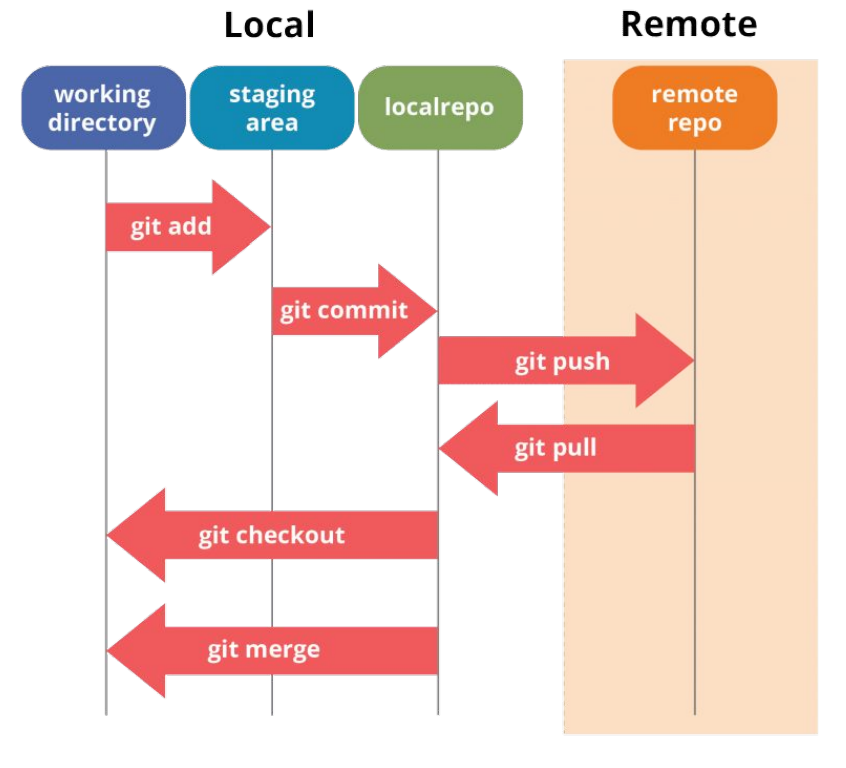 Local
Remote
working
directory
staging
area
localrepo
remote
repo
git add
git commit
git push
git pull
git checkout
git merge